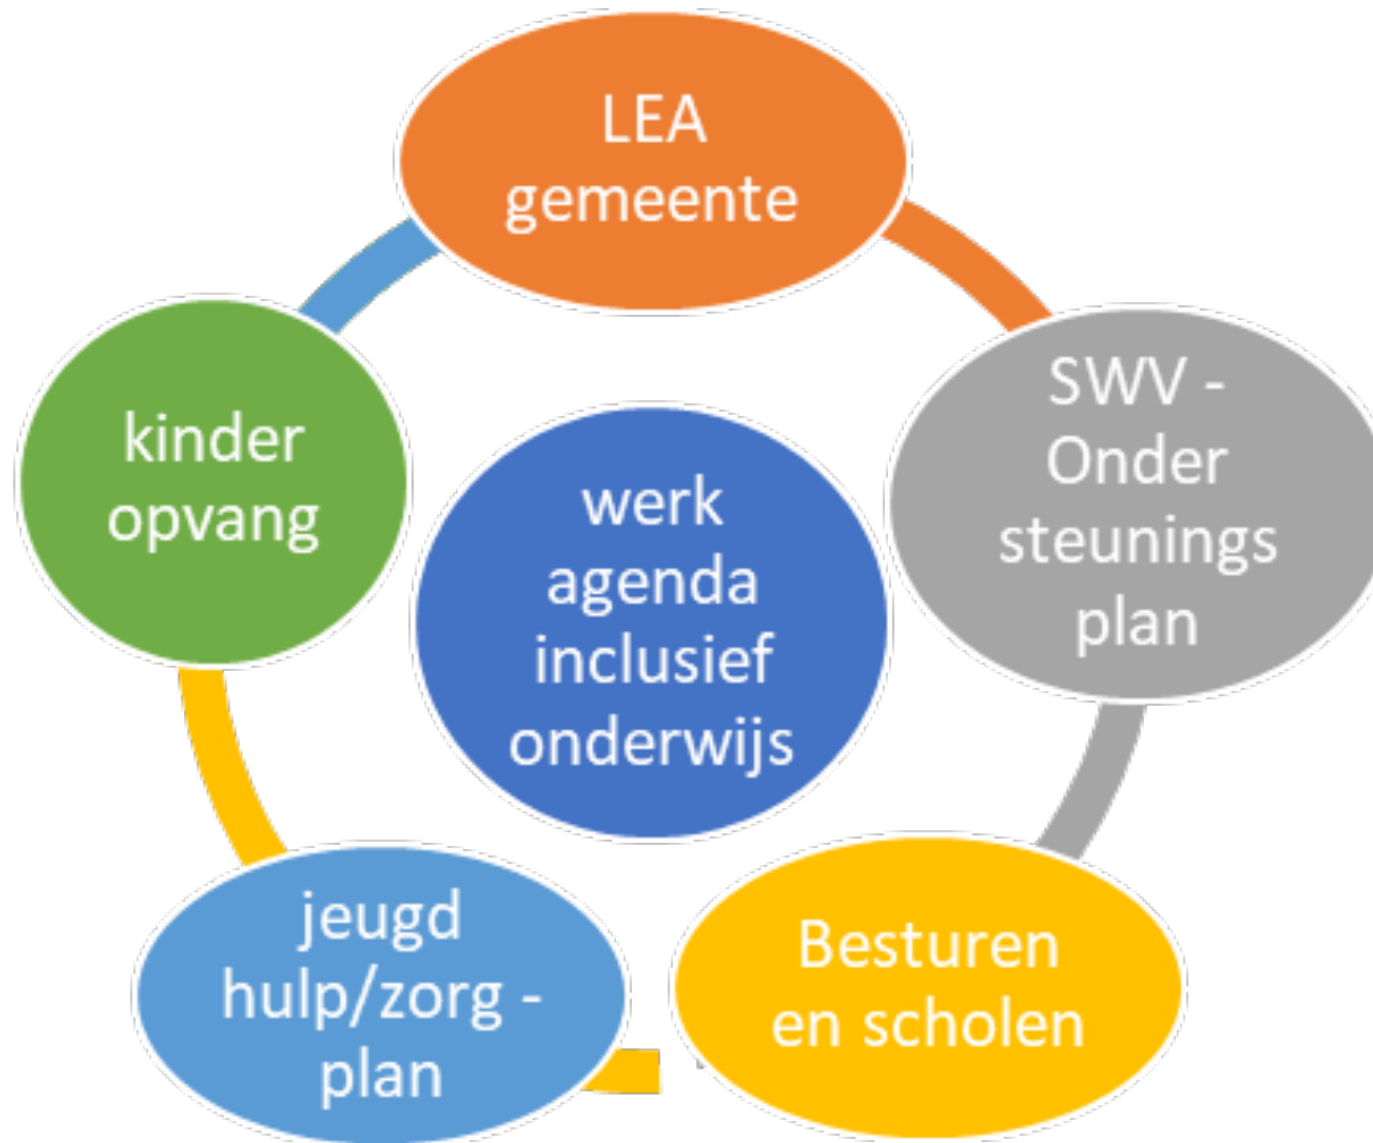 LEA
gemeente
SWV -
Onder
steunings
plan
Besturen
en scholen
jeugd
hulp/zorg -
plan
kinder
opvang
werk
agenda
inclusief
onderwijs